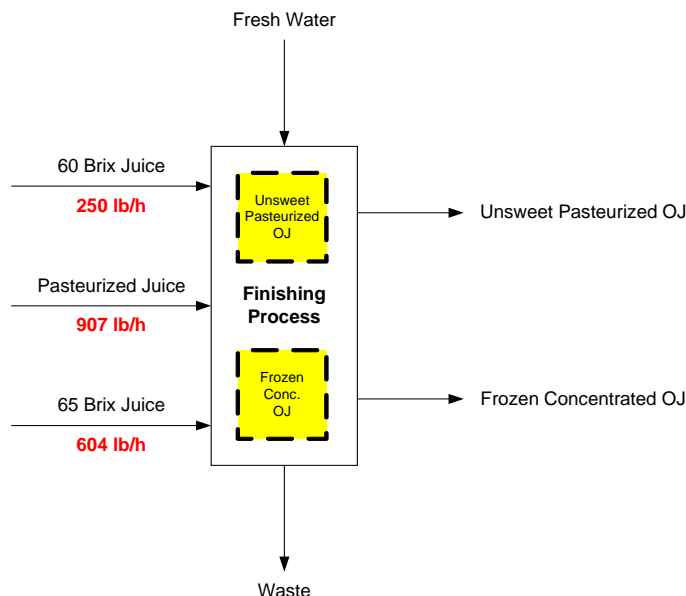 Fresh Water
60 Brix Juice
250 lb/h
Unsweet
Pasteurized
OJ
Unsweet Pasteurized OJ
Pasteurized Juice
907 lb/h
Finishing
Process
Frozen
Conc.
OJ
Frozen Concentrated OJ
65 Brix Juice
604 lb/h
Waste